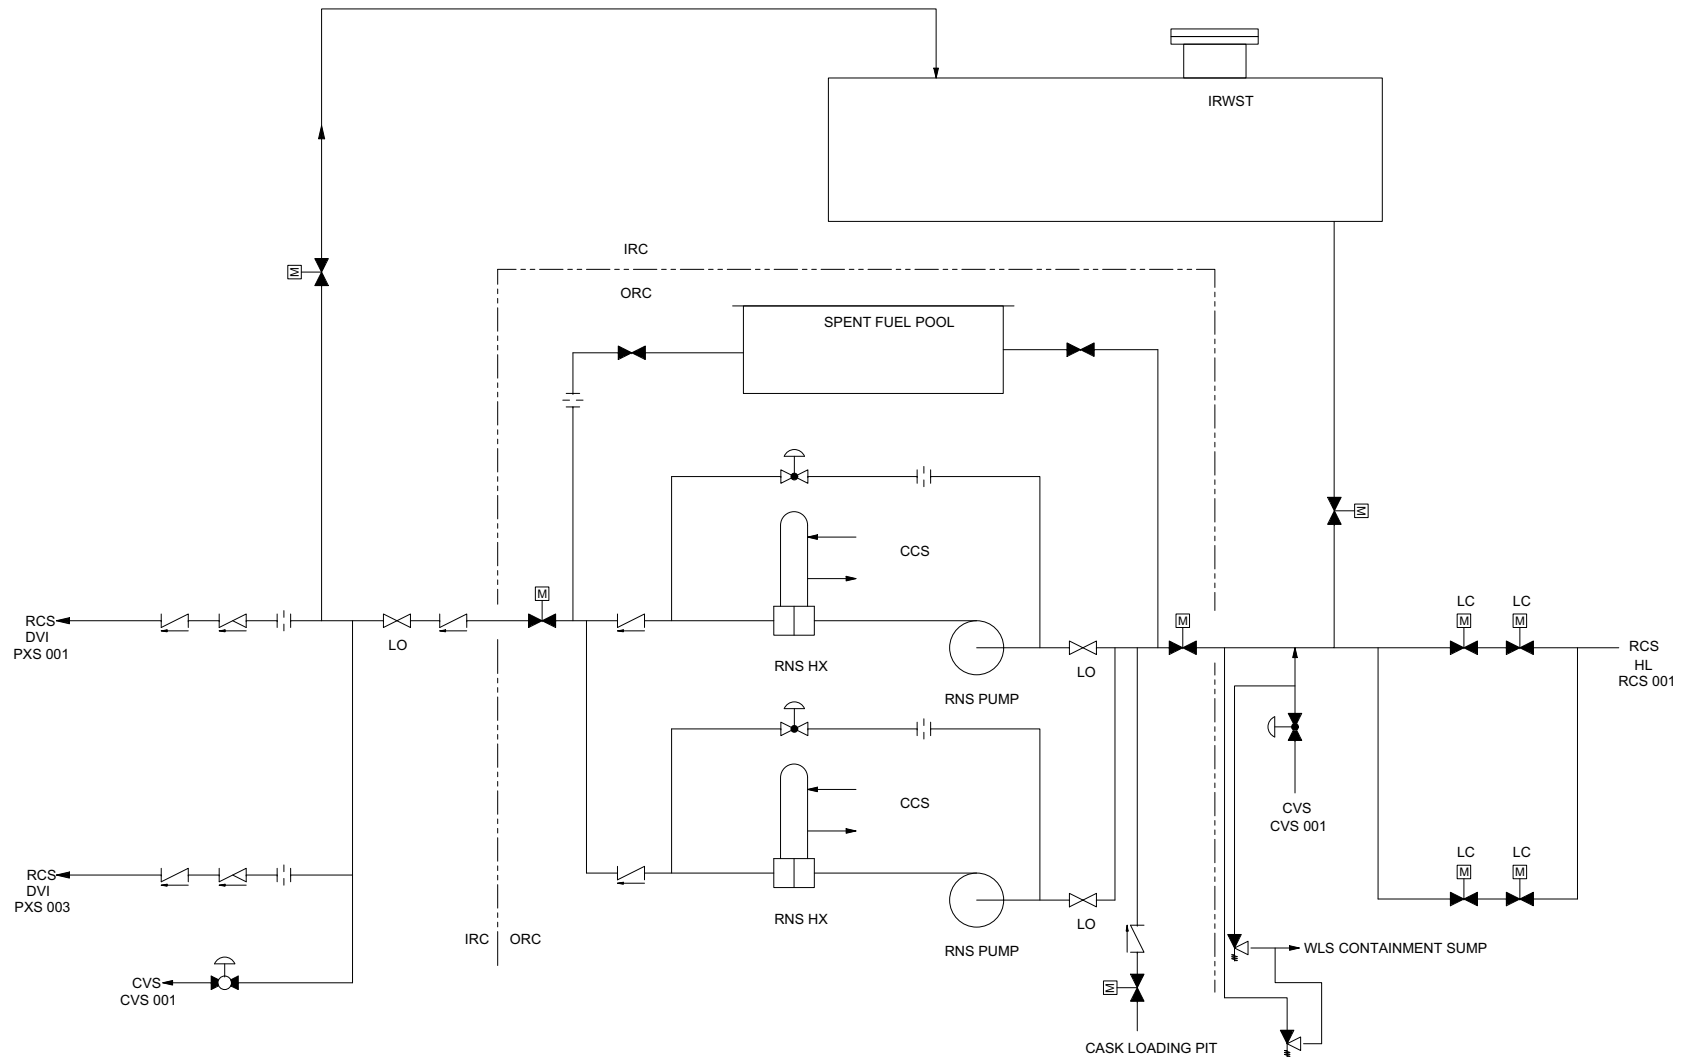 IRWST
IRC
ORC
SPENT FUEL POOL
M
M
CCS
M
LC
LC
M
M
M
RCS
DVI
PXS 001
LO
RNS HX
LO
RNS PUMP
RCS
HL
RCS 001
CCS
CVS
CVS 001
LC
LC
M
M
RCS
DVI
PXS 003
RNS HX
LO
RNS PUMP
IRC
ORC
WLS CONTAINMENT SUMP
CVS
CVS 001
M
CASK LOADING PIT